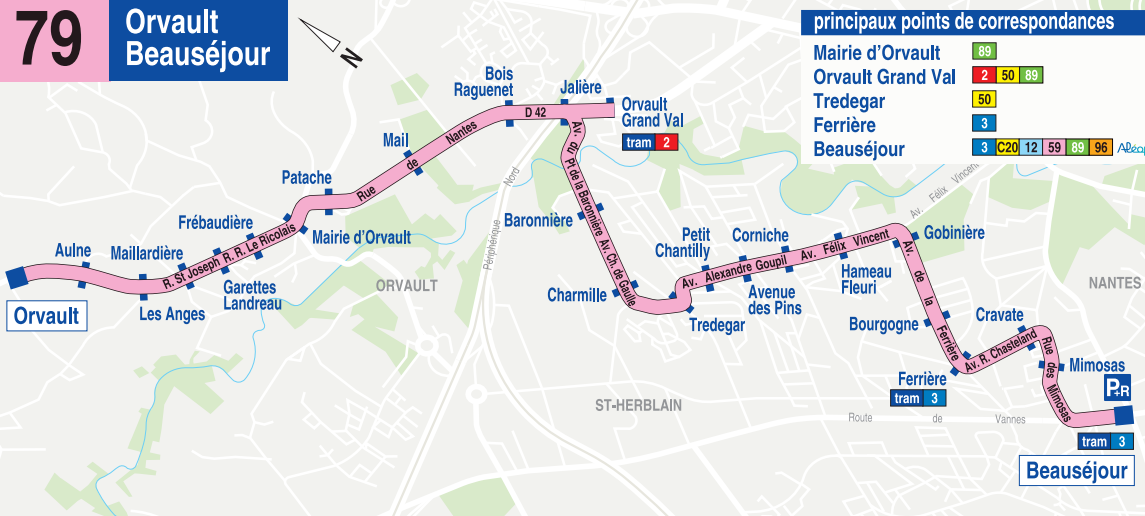 79
Orvault
Beauséjour
N
principaux points de correspondances
Mairie d'Orvault 89
Orvault Grand Val 2 50 89
Tredegar 50
Ferrière 3
Beauséjour 3 C20 12 59 89 96
Bois
Raguenet
Jalière
Orvault
Grand Val
tram 2
D 42
Mail
Rue de Nantes
Patache
Mairie d'Orvault
Frébaudière
Maillardière
Aulne
R. St Joseph R. R. Le Ricolais
Garettes
Landreau
Les Anges
Orvault
ORVAULT
Périphérique Nord
Av. du Pt de la Baronnière Av. Ch. de Gaulle
Baronnière
Charmille
Petit
Chantilly
Corniche
Av. Alexandre Goupil Av. Félix Vincent
Av. Félix Vincent
Gobinière
Hameau
Fleuri
Avenue
des Pins
Tredegar
Av. de la Ferrière
Bourgogne
Cravate
NANTES
Av. R. Chasteland
Rue des Mimosas
Mimosas
P+R
Ferrière
tram 3
ST-HERBLAIN
Route de Vannes
tram 3
Beauséjour